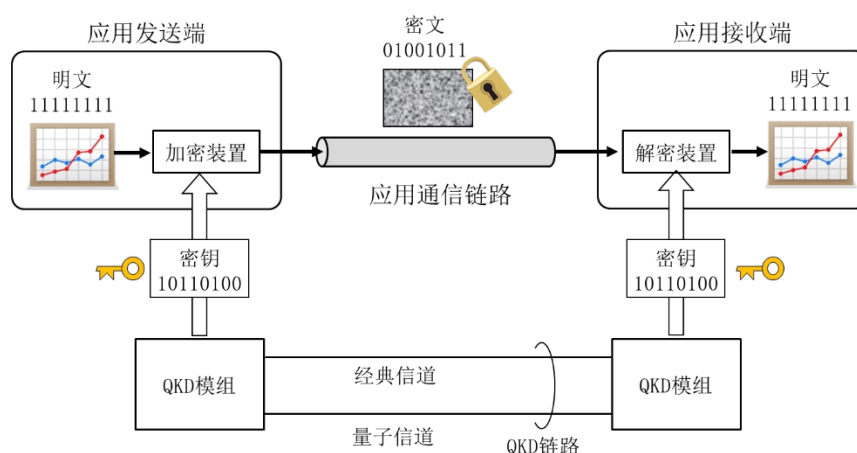 应用发送端
密文
01001011
应用接收端
明文
11111111
明文
11111111
加密装置
解密装置
应用通信链路
密钥
10110100
密钥
10110100
QKD模组
经典信道
QKD模组
量子信道
QKD链路